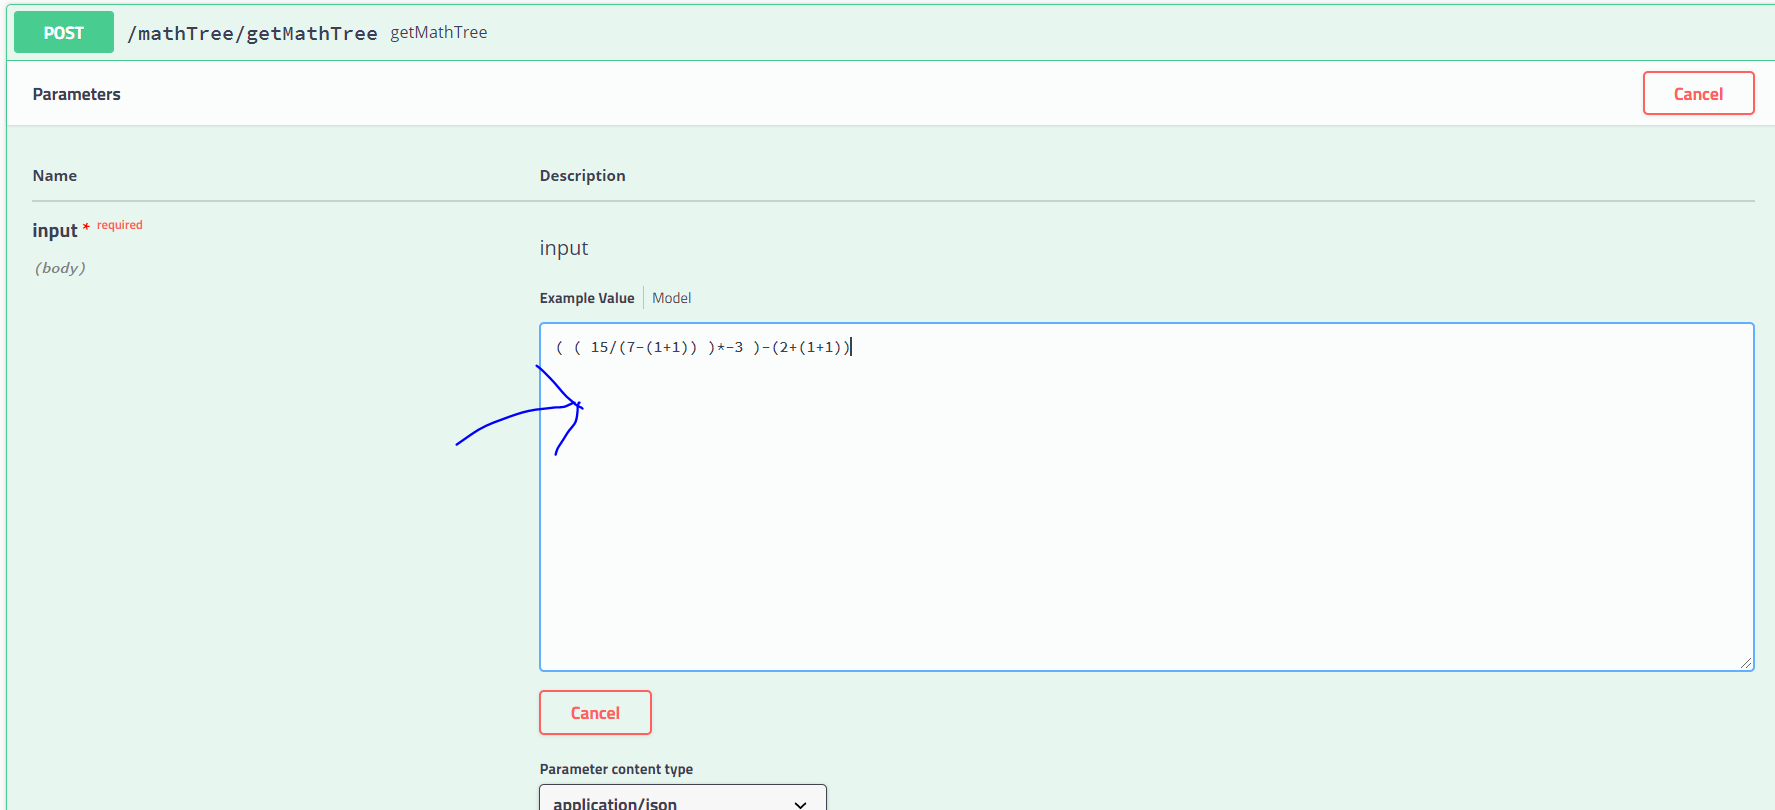 POST /mathTree/getMathTree getMathTree
Parameters
Cancel
Name Description
input * required
(body)
input
Example Value Model
( ( 15/(7-(1+1)) )*-3 )-(2+(1+1))
Cancel
Parameter content type
application/json